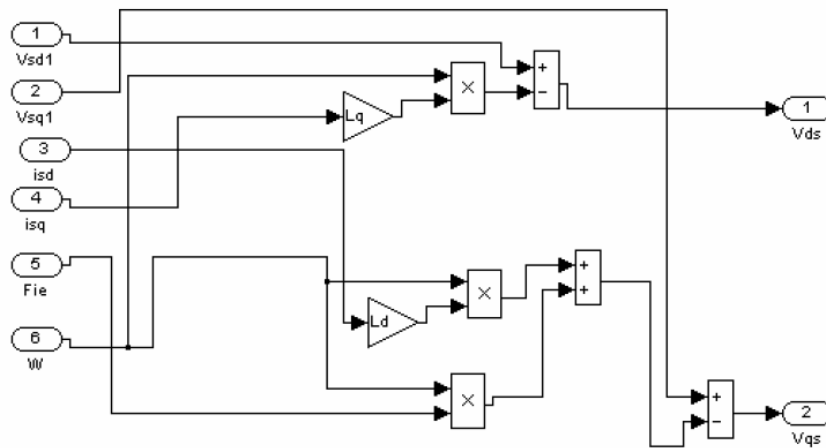 1
Vsd1
2
Vsq1
3
isd
4
isq
5
Fie
6
W
Lq
×
+
−
1
Vds
Ld
×
+
+
×
+
−
2
Vqs